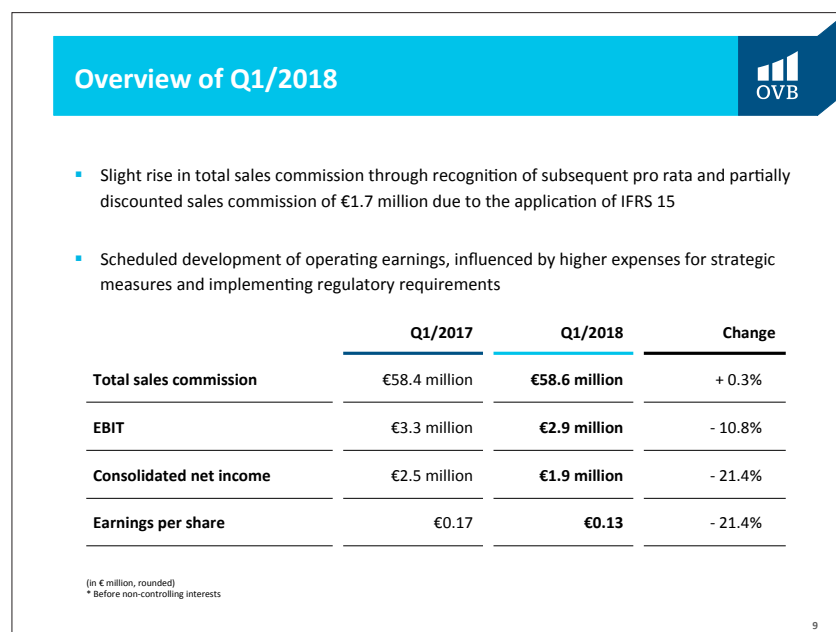 Overview of Q1/2018
OVB
▪ Slight rise in total sales commission through recognition of subsequent pro rata and partially
discounted sales commission of €1.7 million due to the application of IFRS 15
▪ Scheduled development of operating earnings, influenced by higher expenses for strategic
measures and implementing regulatory requirements
Q1/2017 Q1/2018 Change
Total sales commission €58.4 million €58.6 million + 0.3%
EBIT €3.3 million €2.9 million - 10.8%
Consolidated net income €2.5 million €1.9 million - 21.4%
Earnings per share €0.17 €0.13 - 21.4%
(in € million, rounded)
* Before non-controlling interests
9